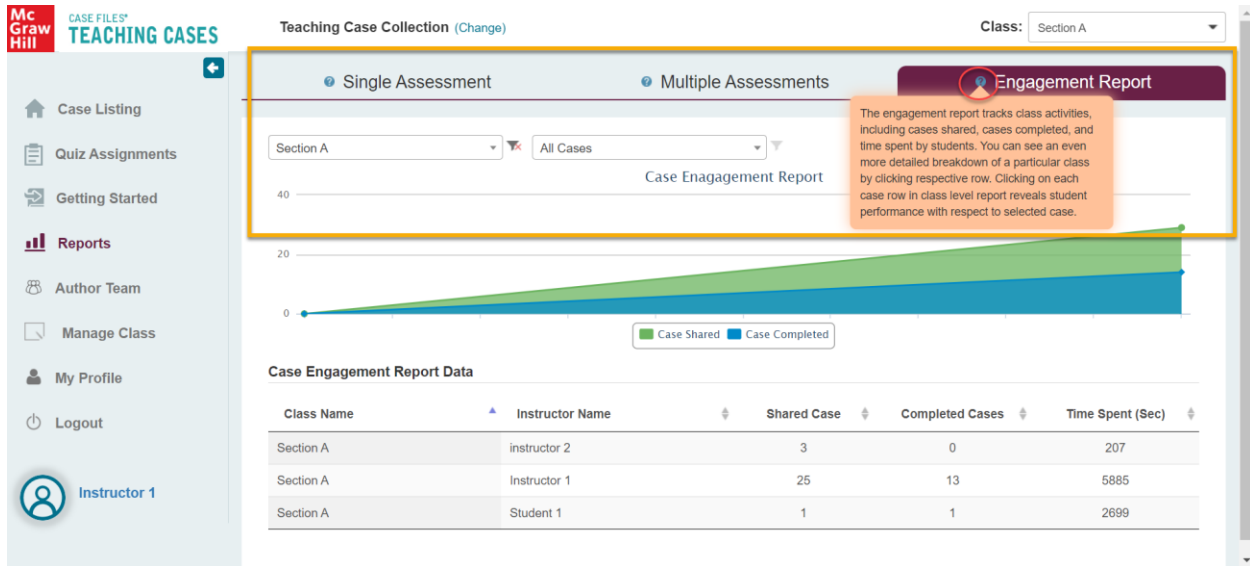 Mc
Graw
Hill
CASE FILES®
TEACHING CASES
Teaching Case Collection (Change)
Class: Section A
Case Listing
Quiz Assignments
Getting Started
Reports
Author Team
Manage Class
My Profile
Logout
Instructor 1
Single Assessment
Multiple Assessments
Engagement Report
The engagement report tracks class activities,
including cases shared, cases completed, and
time spent by students. You can see an even
more detailed breakdown of a particular class
by clicking respective row. Clicking on each
case row in class level report reveals student
performance with respect to selected case.
Section A
All Cases
Case Enagagement Report
40
20
0
Case Shared Case Completed
Case Engagement Report Data
Class Name Instructor Name Shared Case Completed Cases Time Spent (Sec)
Section A instructor 2 3 0 207
Section A Instructor 1 25 13 5885
Section A Student 1 1 1 2699